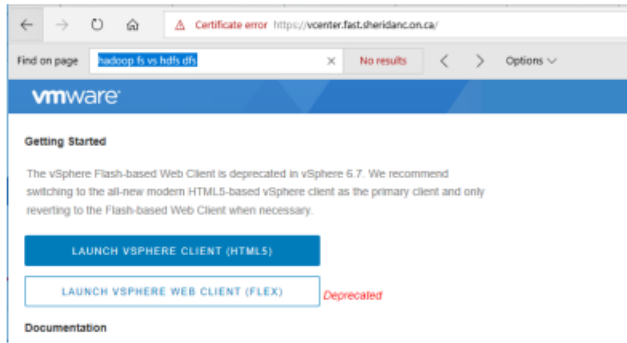 Certificate error https://vcenter.fast.sheridanc.on.ca/
Find on page hadoop fs vs hdfs dfs No results Options
vmware
Getting Started
The vSphere Flash-based Web Client is deprecated in vSphere 6.7. We recommend
switching to the all-new modern HTML5-based vSphere client as the primary client and only
reverting to the Flash-based Web Client when necessary.
LAUNCH VSPHERE CLIENT (HTML5)
LAUNCH VSPHERE WEB CLIENT (FLEX) Deprecated
Documentation